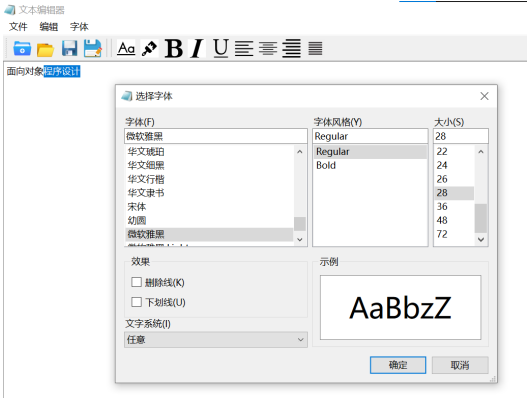 文本编辑器
文件 编辑 字体
Aa B I U
面向对象程序设计
选择字体
字体(F) 字体风格(Y) 大小(S)
微软雅黑 Regular 28
华文琥珀 Regular 22
华文细黑 Bold 24
华文行楷 26
华文隶书 28
宋体 36
幼圆 48
微软雅黑 72
效果 示例
删除线(K)
下划线(U)
AaBbzZ
文字系统(I)
任意
确定 取消